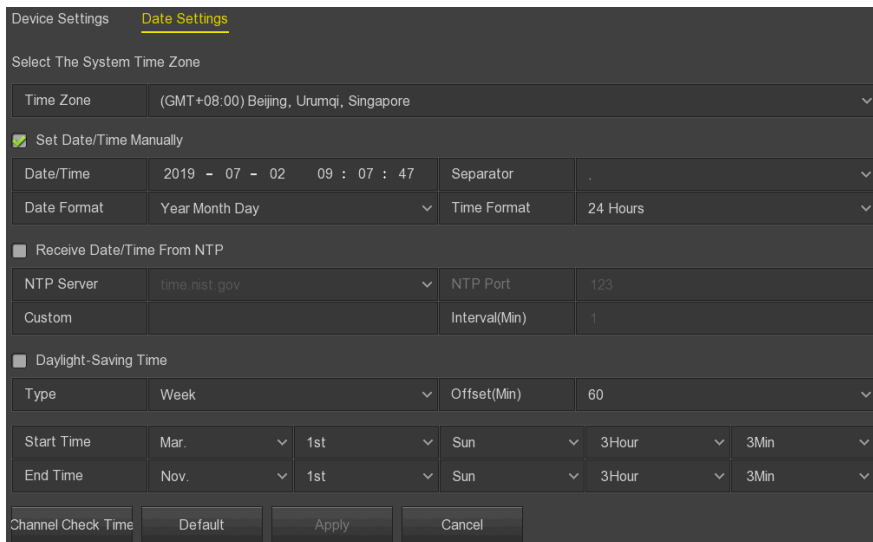 Device Settings Date Settings
Select The System Time Zone
Time Zone (GMT+08:00) Beijing, Urumqi, Singapore
Set Date/Time Manually
Date/Time 2019 - 07 - 02 09 : 07 : 47 Separator .
Date Format Year Month Day Time Format 24 Hours
Receive Date/Time From NTP
NTP Server time.nist.gov NTP Port 123
Custom Interval(Min) 1
Daylight-Saving Time
Type Week Offset(Min) 60
Start Time Mar. 1st Sun 3Hour 3Min
End Time Nov. 1st Sun 3Hour 3Min
Channel Check Time Default Apply Cancel